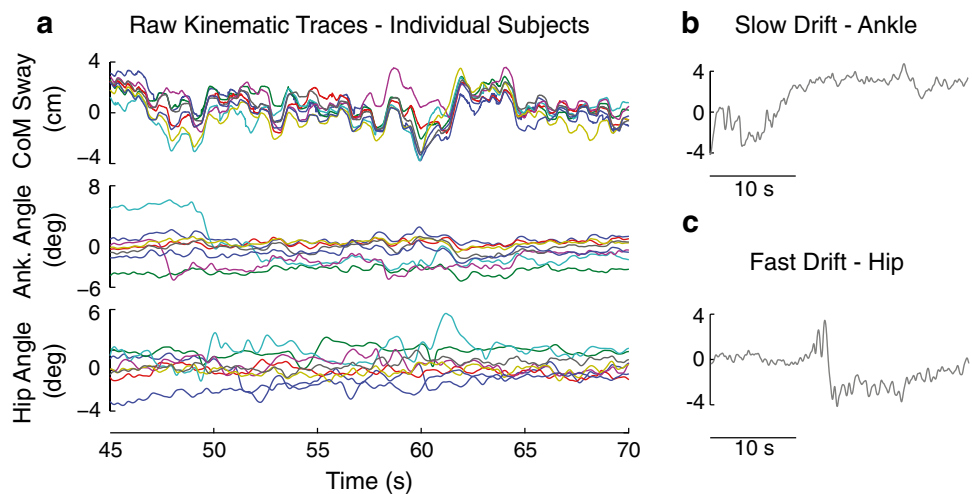 a
Raw Kinematic Traces - Individual Subjects
CoM Sway
(cm)
4
0
−4
Ank. Angle
(deg)
8
0
−6
Hip Angle
(deg)
6
0
−4
45
50
55
60
65
70
Time (s)
b
Slow Drift - Ankle
4
0
-4
10 s
c
Fast Drift - Hip
4
0
-4
10 s